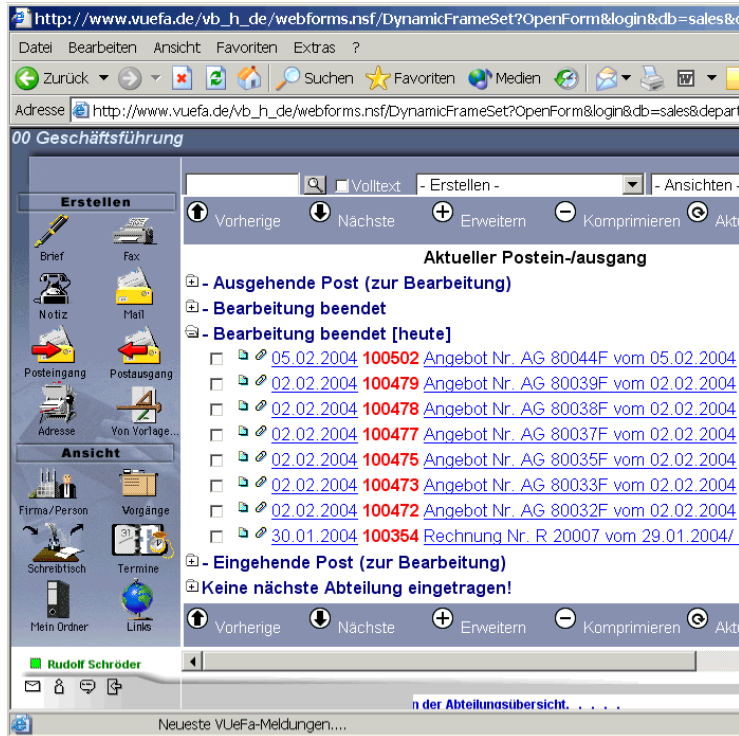 http://www.vuefa.de/vb_h_de/webforms.nsf/DynamicFrameSet?OpenForm&login&db=sales&
Datei Bearbeiten Ansicht Favoriten Extras ?
Zurück Suchen Favoriten Medien
Adresse http://www.vuefa.de/vb_h_de/webforms.nsf/DynamicFrameSet?OpenForm&login&db=sales&depart
00 Geschäftsführung
Volltext - Erstellen - - Ansichten -
Vorherige Nächste Erweitern Komprimieren Aktu
Erstellen
Brief Fax
Notiz Mail
Posteingang Postausgang
Adresse Von Vorlage...
Ansicht
Firma/Person Vorgänge
Schreibtisch Termine
Mein Ordner Links
Rudolf Schröder
Aktueller Postein-/ausgang
- Ausgehende Post (zur Bearbeitung)
- Bearbeitung beendet
- Bearbeitung beendet [heute]
05.02.2004 100502 Angebot Nr. AG 80044F vom 05.02.2004
02.02.2004 100479 Angebot Nr. AG 80039F vom 02.02.2004
02.02.2004 100478 Angebot Nr. AG 80038F vom 02.02.2004
02.02.2004 100477 Angebot Nr. AG 80037F vom 02.02.2004
02.02.2004 100475 Angebot Nr. AG 80035F vom 02.02.2004
02.02.2004 100473 Angebot Nr. AG 80033F vom 02.02.2004
02.02.2004 100472 Angebot Nr. AG 80032F vom 02.02.2004
30.01.2004 100354 Rechnung Nr. R 20007 vom 29.01.2004/
- Eingehende Post (zur Bearbeitung)
Keine nächste Abteilung eingetragen!
Vorherige Nächste Erweitern Komprimieren Aktu
n der Abteilungsübersicht. . . . .
Neueste VUeFa-Meldungen....